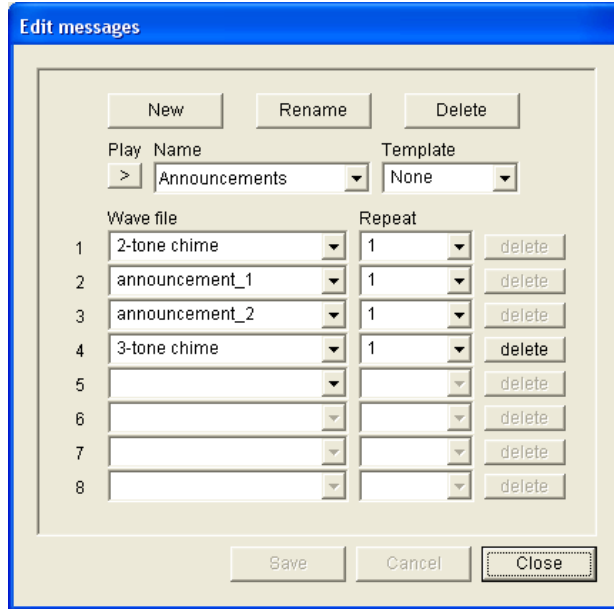 Edit messages
New Rename Delete
Play Name Template
> Announcements None
Wave file Repeat
1 2-tone chime 1 delete
2 announcement_1 1 delete
3 announcement_2 1 delete
4 3-tone chime 1 delete
5 delete
6 delete
7 delete
8 delete
Save Cancel Close